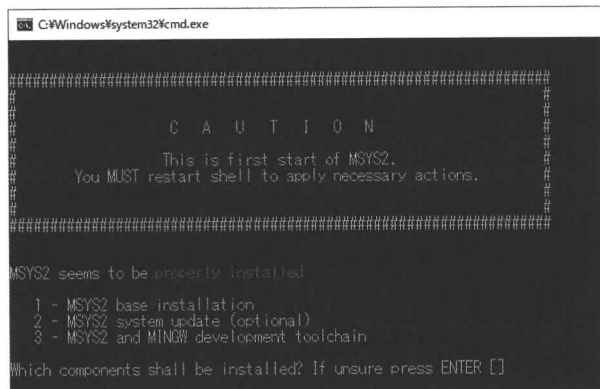 C:¥Windows¥system32¥cmd.exe
##############################################################
#
#
C A U T I O N
#
This is first start of MSYS2.
You MUST restart shell to apply necessary actions.
#
#
##############################################################
MSYS2 seems to be properly installed
1 - MSYS2 base installation
2 - MSYS2 system update (optional)
3 - MSYS2 and MINGW development toolchain
Which components shall be installed? If unsure press ENTER []